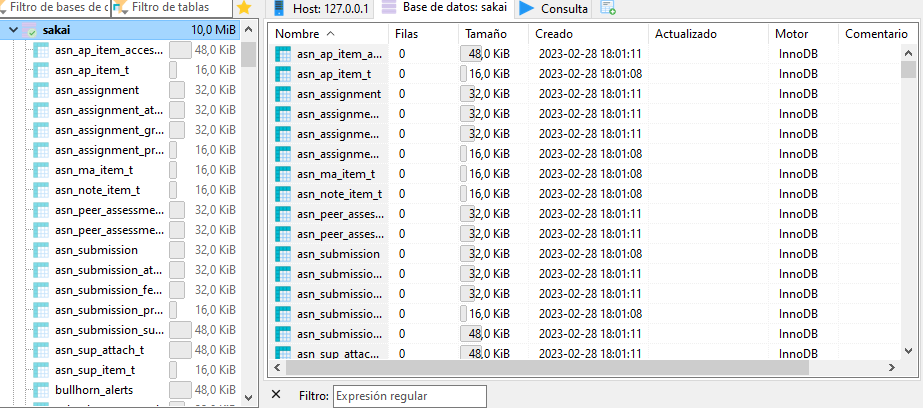 Filtro de bases de c
Filtro de tablas
sakai 10,0 MiB
asn_ap_item_acces... 48,0 KiB
asn_ap_item_t 16,0 KiB
asn_assignment 32,0 KiB
asn_assignment_at... 32,0 KiB
asn_assignment_gr... 32,0 KiB
asn_assignment_pr... 16,0 KiB
asn_ma_item_t 16,0 KiB
asn_note_item_t 16,0 KiB
asn_peer_assessme... 32,0 KiB
asn_peer_assessme... 32,0 KiB
asn_submission 32,0 KiB
asn_submission_at... 32,0 KiB
asn_submission_fe... 32,0 KiB
asn_submission_pr... 16,0 KiB
asn_submission_su... 48,0 KiB
asn_sup_attach_t 48,0 KiB
asn_sup_item_t 16,0 KiB
bullhorn_alerts 48,0 KiB
Host: 127.0.0.1
Base de datos: sakai
Consulta
Nombre Filas Tamaño Creado Actualizado Motor Comentario
asn_ap_item_a... 0 48,0 KiB 2023-02-28 18:01:11 InnoDB
asn_ap_item_t 0 16,0 KiB 2023-02-28 18:01:08 InnoDB
asn_assignment 0 32,0 KiB 2023-02-28 18:01:11 InnoDB
asn_assignme... 0 32,0 KiB 2023-02-28 18:01:11 InnoDB
asn_assignme... 0 32,0 KiB 2023-02-28 18:01:11 InnoDB
asn_assignme... 0 16,0 KiB 2023-02-28 18:01:08 InnoDB
asn_ma_item_t 0 16,0 KiB 2023-02-28 18:01:08 InnoDB
asn_note_item_t 0 16,0 KiB 2023-02-28 18:01:08 InnoDB
asn_peer_asses... 0 32,0 KiB 2023-02-28 18:01:11 InnoDB
asn_peer_asses... 0 32,0 KiB 2023-02-28 18:01:11 InnoDB
asn_submission 0 32,0 KiB 2023-02-28 18:01:08 InnoDB
asn_submissio... 0 32,0 KiB 2023-02-28 18:01:11 InnoDB
asn_submissio... 0 32,0 KiB 2023-02-28 18:01:11 InnoDB
asn_submissio... 0 16,0 KiB 2023-02-28 18:01:08 InnoDB
asn_submissio... 0 48,0 KiB 2023-02-28 18:01:11 InnoDB
asn_sup_attac... 0 48,0 KiB 2023-02-28 18:01:11 InnoDB
Filtro: Expresión regular